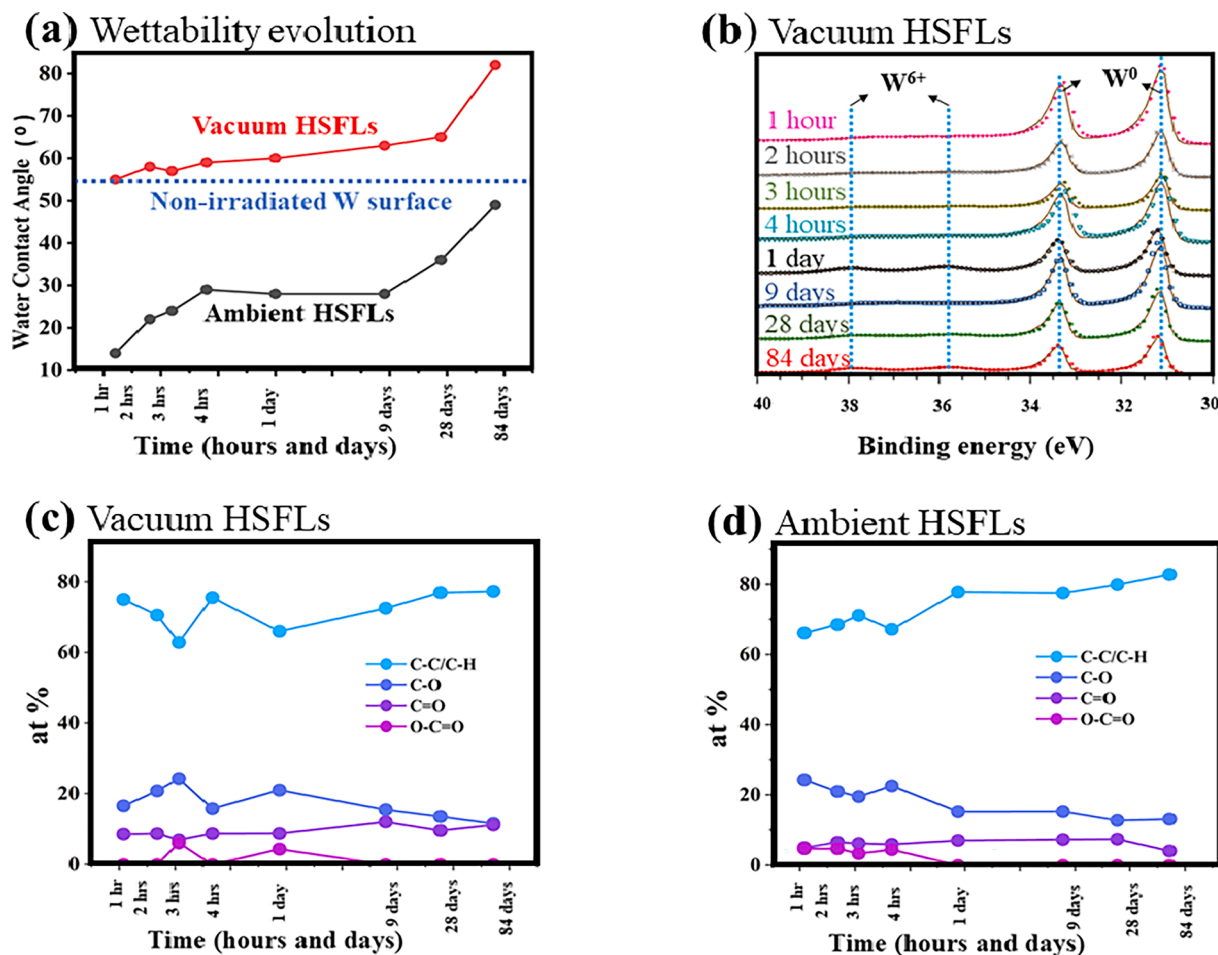 (a) Wettability evolution
Water Contact Angle (°)
80
70
60
50
40
30
20
10
Vacuum HSFLs
Non-irradiated W surface
Ambient HSFLs
1 hr
2 hrs
3 hrs
4 hrs
1 day
9 days
28 days
84 days
Time (hours and days)
(b) Vacuum HSFLs
W6+
W0
1 hour
2 hours
3 hours
4 hours
1 day
9 days
28 days
84 days
40 38 36 34 32 30
Binding energy (eV)
(c) Vacuum HSFLs
at %
80
60
40
20
0
C-C/C-H
C-O
C=O
O-C=O
1 hr
2 hrs
3 hrs
4 hrs
1 day
9 days
28 days
84 days
Time (hours and days)
(d) Ambient HSFLs
at %
80
60
40
20
0
C-C/C-H
C-O
C=O
O-C=O
1 hr
2 hrs
3 hrs
4 hrs
1 day
9 days
28 days
84 days
Time (hours and days)